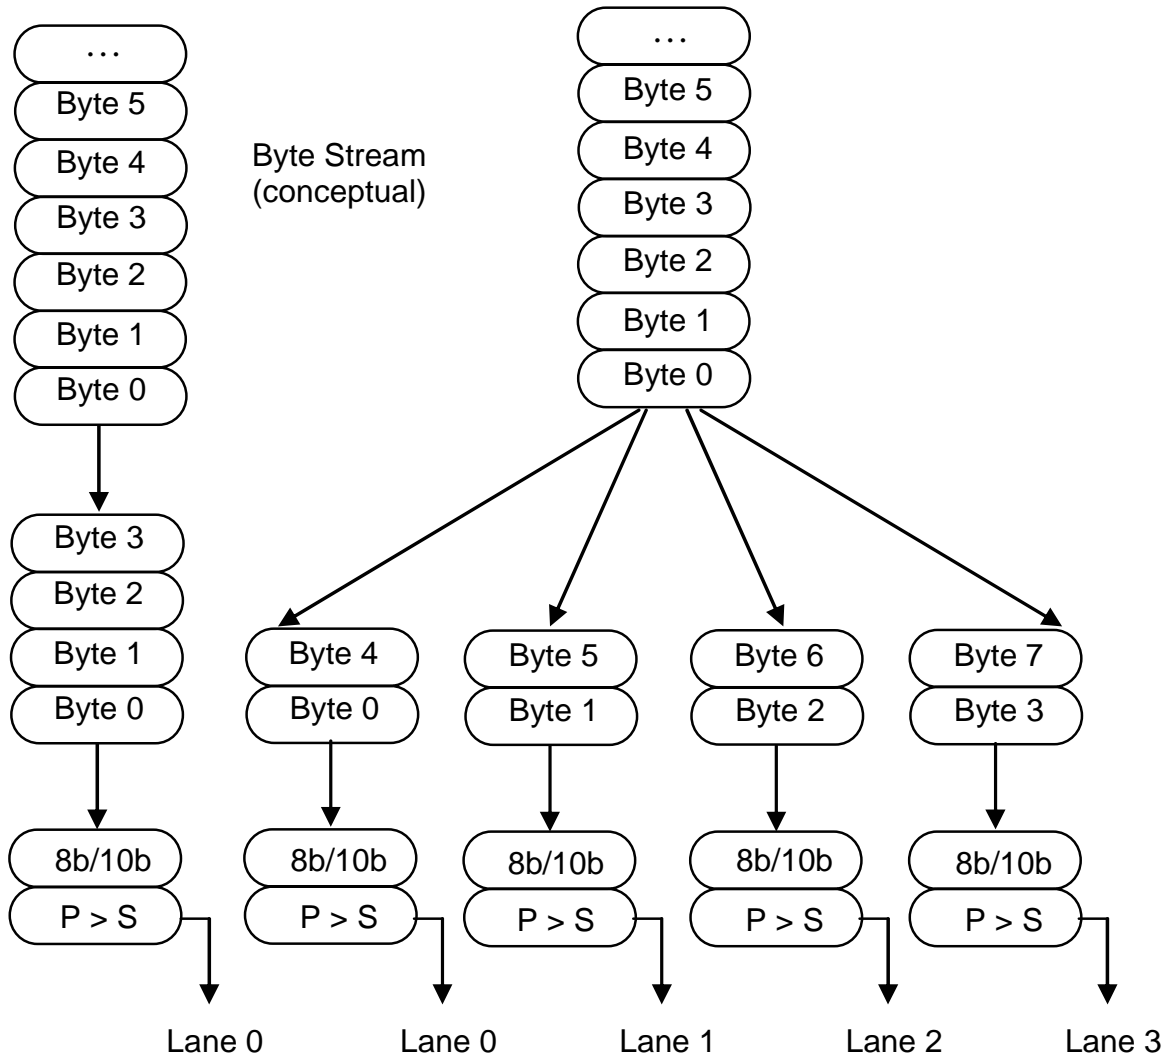 …
Byte 5
Byte 4
Byte 3
Byte 2
Byte 1
Byte 0
Byte Stream
(conceptual)
…
Byte 5
Byte 4
Byte 3
Byte 2
Byte 1
Byte 0
Byte 3
Byte 2
Byte 1
Byte 0
Byte 4
Byte 0
Byte 5
Byte 1
Byte 6
Byte 2
Byte 7
Byte 3
8b/10b
P > S
8b/10b
P > S
8b/10b
P > S
8b/10b
P > S
8b/10b
P > S
Lane 0
Lane 0
Lane 1
Lane 2
Lane 3